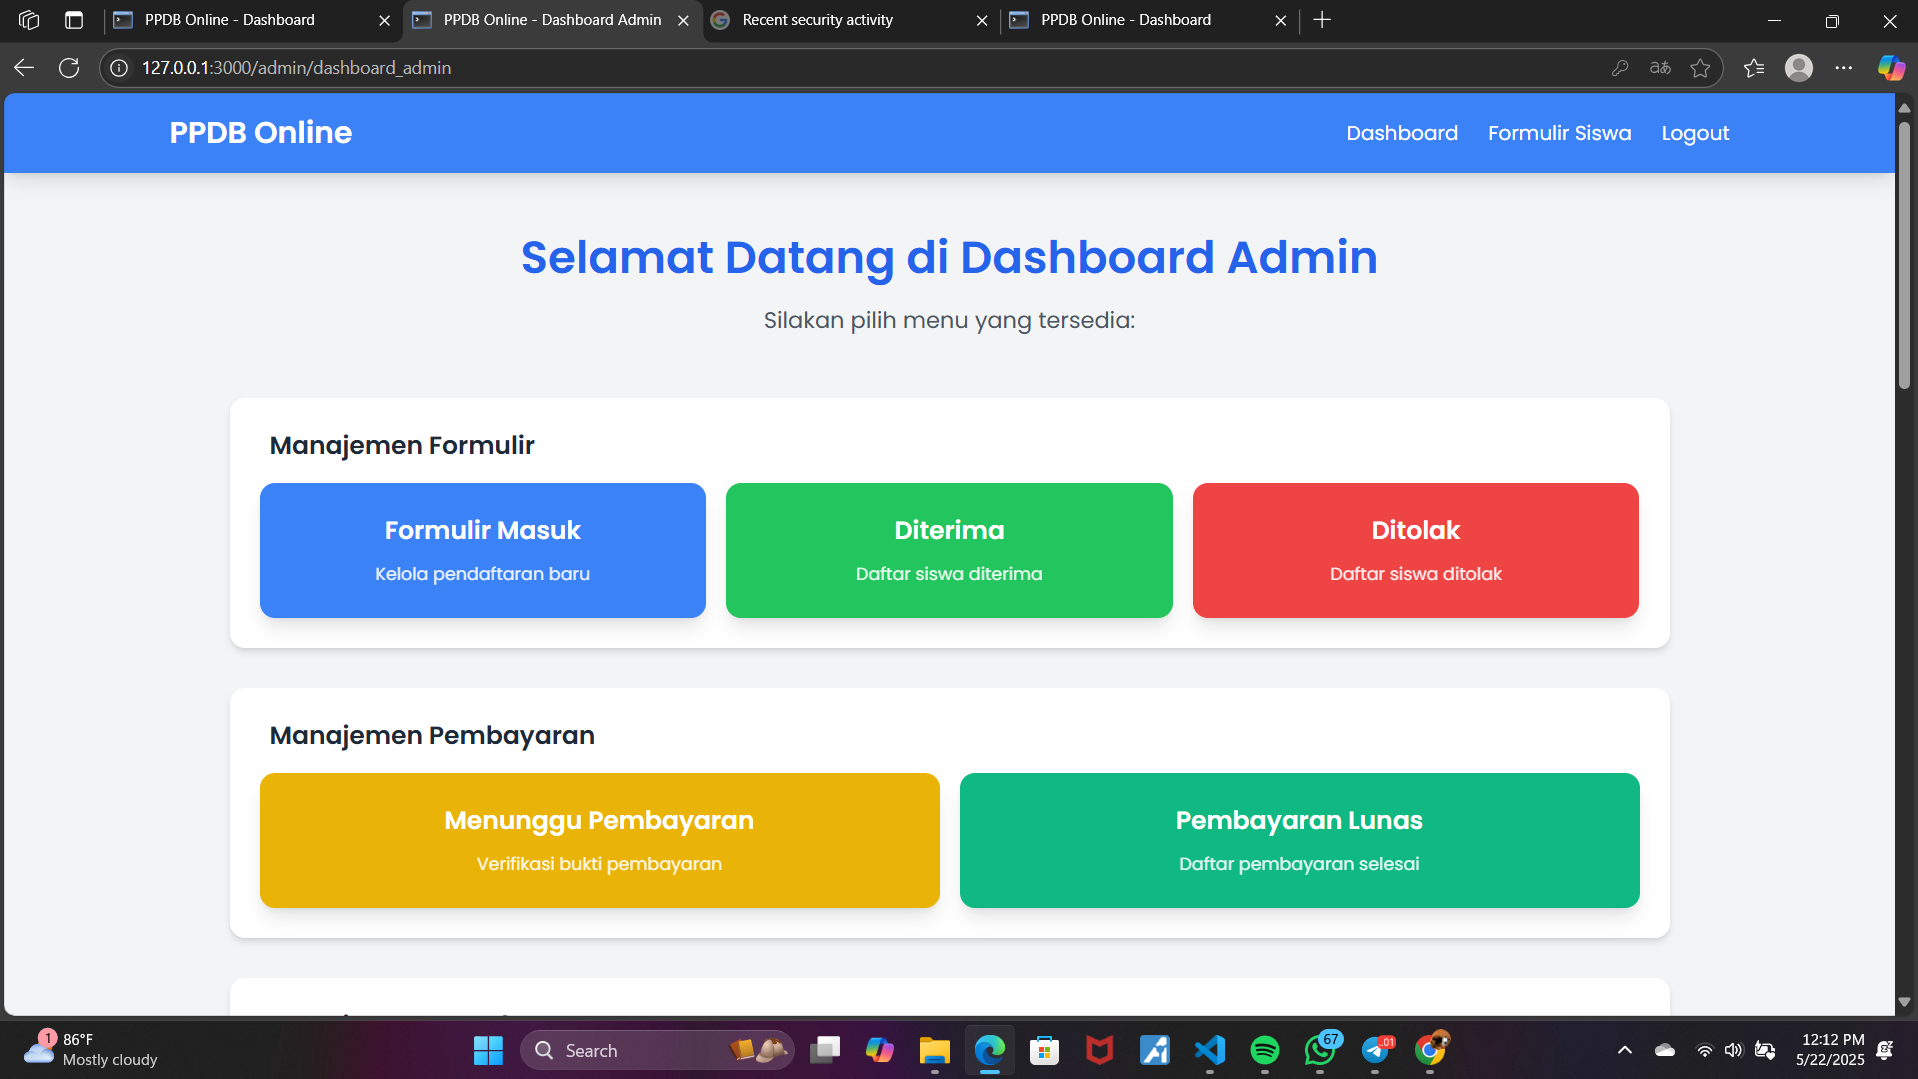 PPDB Online - Dashboard
PPDB Online - Dashboard Admin
Recent security activity
PPDB Online - Dashboard
127.0.0.1:3000/admin/dashboard_admin
PPDB Online
Dashboard
Formulir Siswa
Logout
Selamat Datang di Dashboard Admin
Silakan pilih menu yang tersedia:
Manajemen Formulir
Formulir Masuk
Kelola pendaftaran baru
Diterima
Daftar siswa diterima
Ditolak
Daftar siswa ditolak
Manajemen Pembayaran
Menunggu Pembayaran
Verifikasi bukti pembayaran
Pembayaran Lunas
Daftar pembayaran selesai
1
86°F
Mostly cloudy
Search
67
..01
12:12 PM
5/22/2025